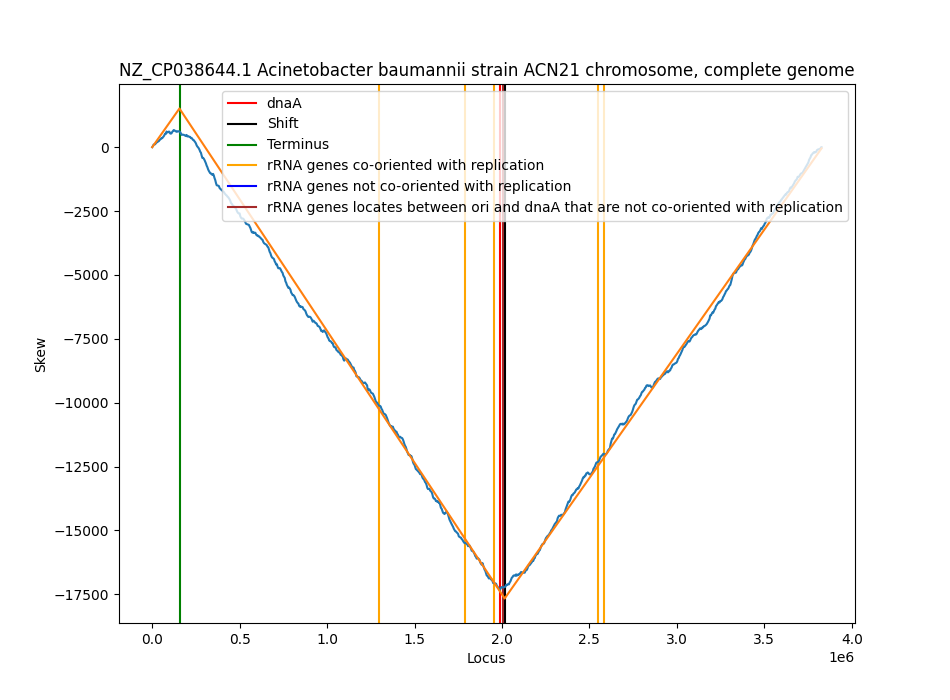 NZ_CP038644.1 Acinetobacter baumannii strain ACN21 chromosome, complete genome
dnaA
Shift
Terminus
rRNA genes co-oriented with replication
rRNA genes not co-oriented with replication
rRNA genes locates between ori and dnaA that are not co-oriented with replication
0
−2500
−5000
−7500
−10000
−12500
−15000
−17500
Skew
0.0 0.5 1.0 1.5 2.0 2.5 3.0 3.5 4.0
1e6
Locus